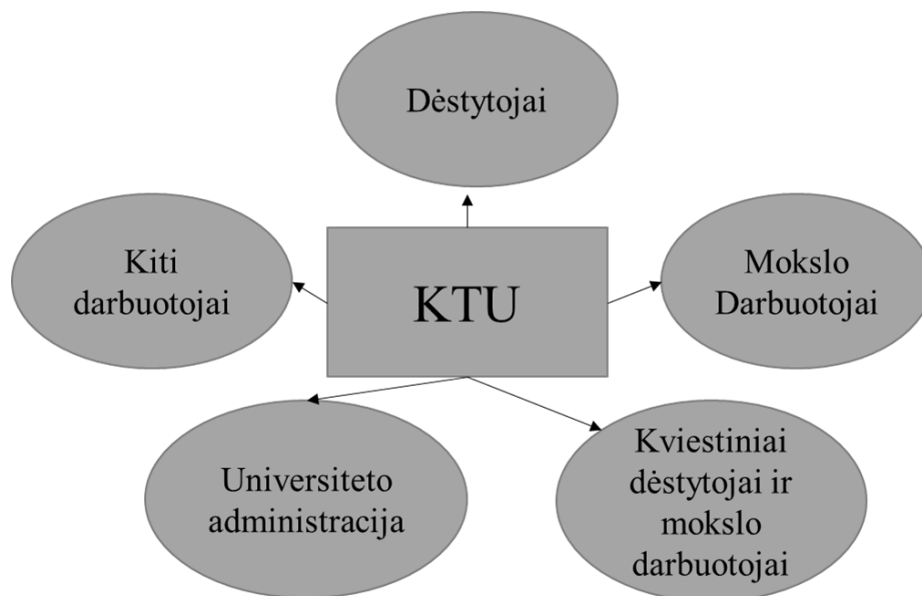 Dėstytojai
Kiti
darbuotojai
KTU
Mokslo
Darbuotojai
Universiteto
administracija
Kviestiniai
dėstytojai ir
mokslo
darbuotojai